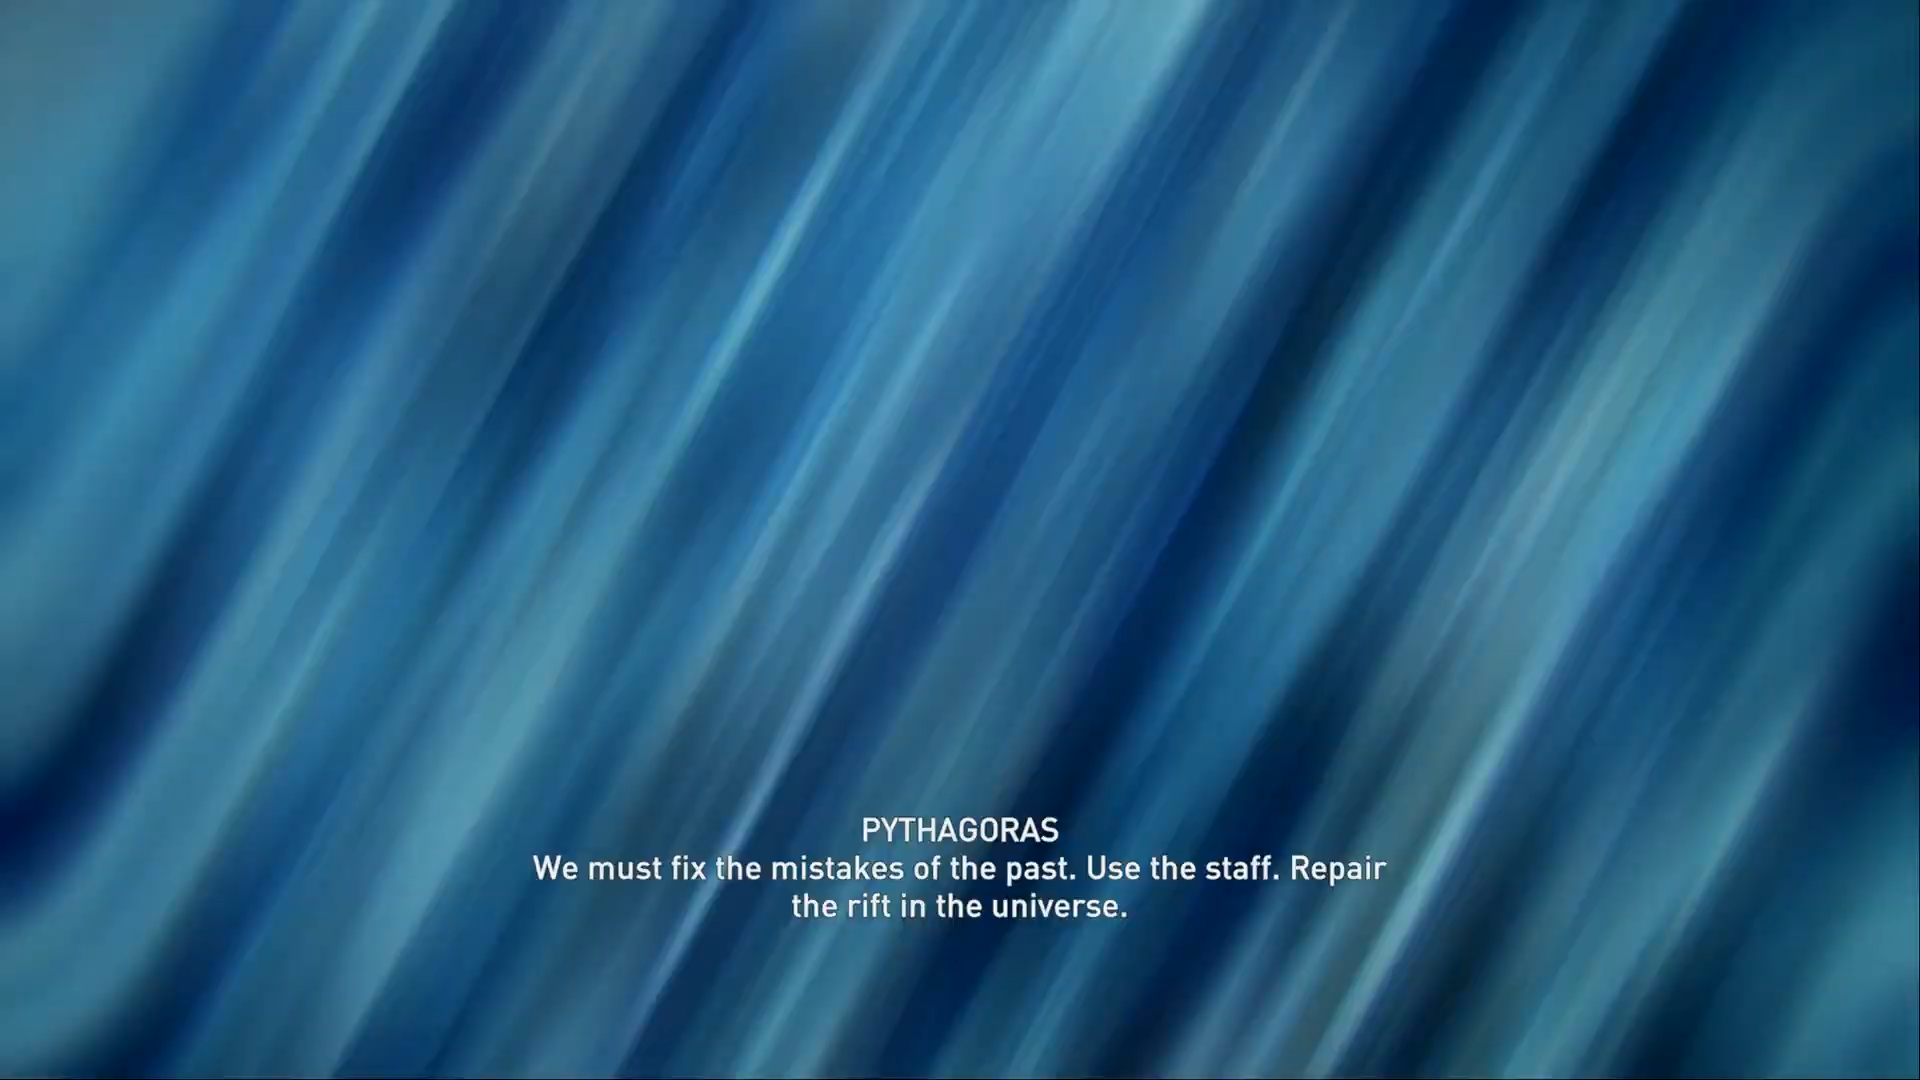 PYTHAGORAS
We must fix the mistakes of the past. Use the staff. Repair
the rift in the universe.